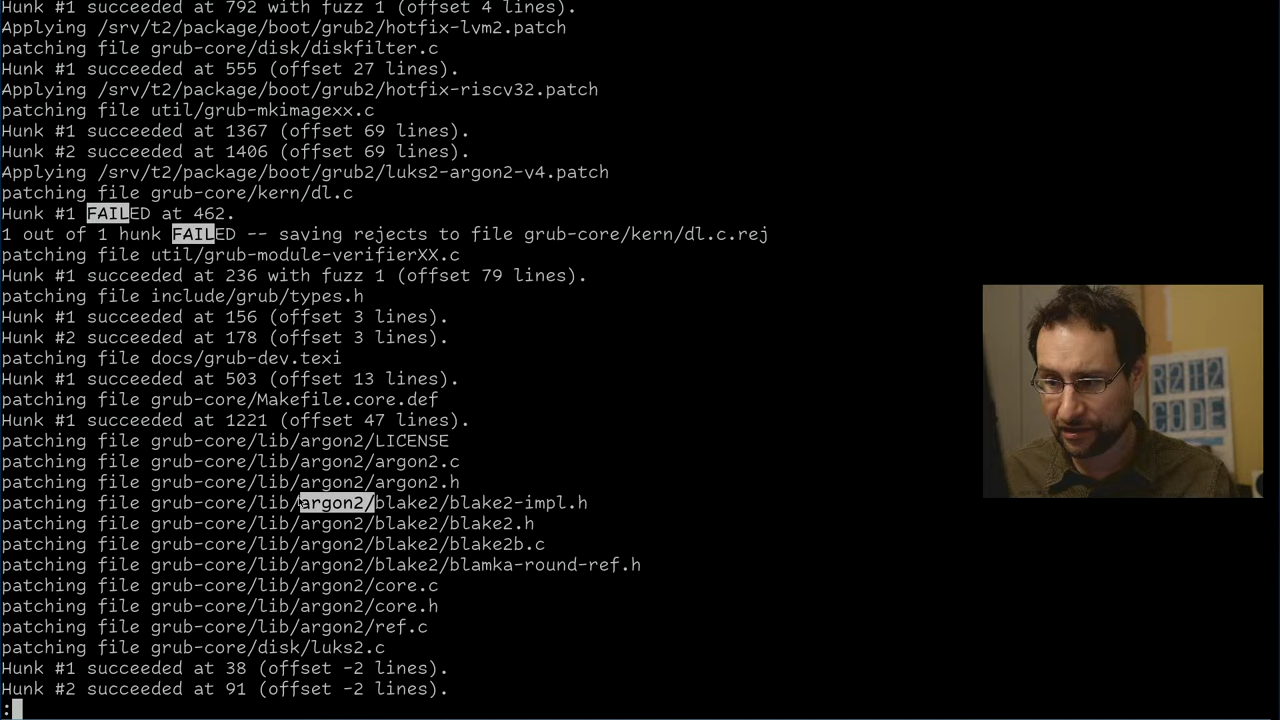 Hunk #1 succeeded at 792 with fuzz 1 (offset 4 lines).
Applying /srv/t2/package/boot/grub2/hotfix-lvm2.patch
patching file grub-core/disk/diskfilter.c
Hunk #1 succeeded at 555 (offset 27 lines).
Applying /srv/t2/package/boot/grub2/hotfix-riscv32.patch
patching file util/grub-mkimagexx.c
Hunk #1 succeeded at 1367 (offset 69 lines).
Hunk #2 succeeded at 1406 (offset 69 lines).
Applying /srv/t2/package/boot/grub2/luks2-argon2-v4.patch
patching file grub-core/kern/dl.c
Hunk #1 FAILED at 462.
1 out of 1 hunk FAILED -- saving rejects to file grub-core/kern/dl.c.rej
patching file util/grub-module-verifierXX.c
Hunk #1 succeeded at 236 with fuzz 1 (offset 79 lines).
patching file include/grub/types.h
Hunk #1 succeeded at 156 (offset 3 lines).
Hunk #2 succeeded at 178 (offset 3 lines).
patching file docs/grub-dev.texi
Hunk #1 succeeded at 503 (offset 13 lines).
patching file grub-core/Makefile.core.def
Hunk #1 succeeded at 1221 (offset 47 lines).
patching file grub-core/lib/argon2/LICENSE
patching file grub-core/lib/argon2/argon2.c
patching file grub-core/lib/argon2/argon2.h
patching file grub-core/lib/argon2/blake2/blake2-impl.h
patching file grub-core/lib/argon2/blake2/blake2.h
patching file grub-core/lib/argon2/blake2/blake2b.c
patching file grub-core/lib/argon2/blake2/blamka-round-ref.h
patching file grub-core/lib/argon2/core.c
patching file grub-core/lib/argon2/core.h
patching file grub-core/lib/argon2/ref.c
patching file grub-core/disk/luks2.c
Hunk #1 succeeded at 38 (offset -2 lines).
Hunk #2 succeeded at 91 (offset -2 lines).
:
CODE